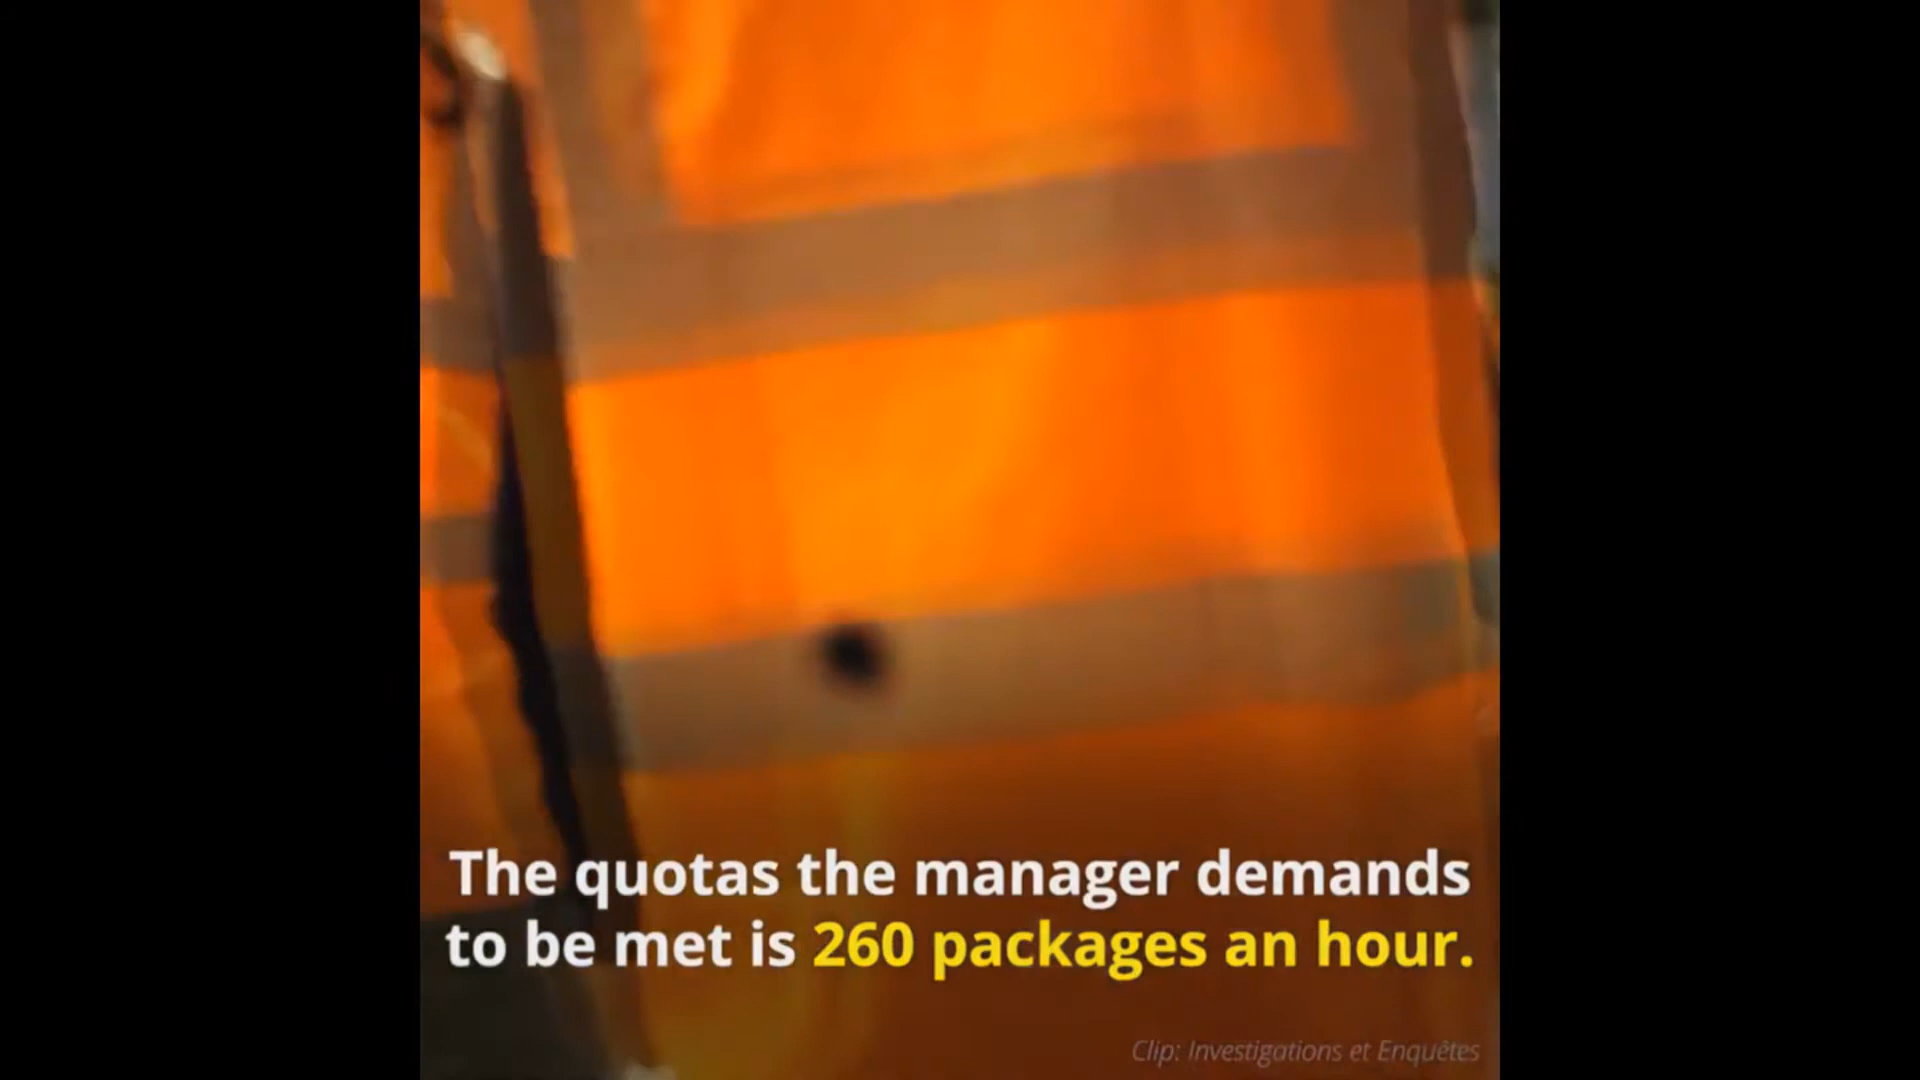 The quotas the manager demands
to be met is 260 packages an hour.
Clip: Investigations et Enquêtes